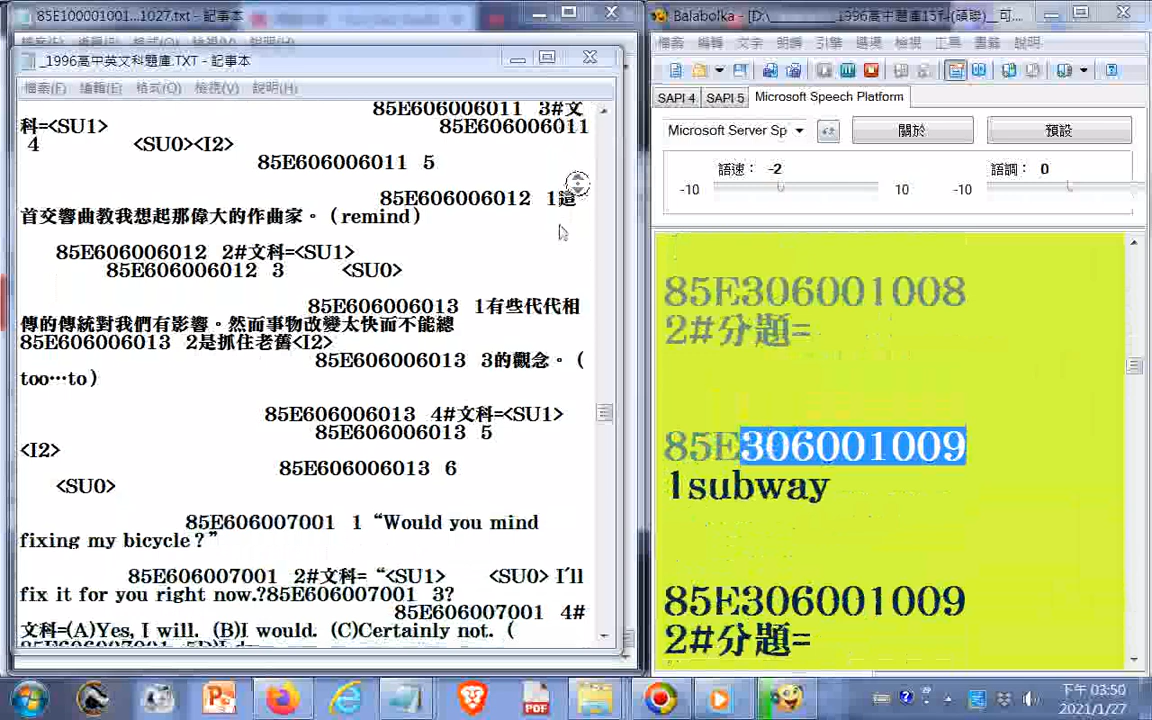 85E100001001...1027.txt - 記事本
_1996高中英文科題庫.TXT - 記事本
檔案(F) 編輯(E) 格式(O) 檢視(V) 說明(H)
85E606006011 3#文
科=<SU1> 85E606006011
4 <SU0><I2>
85E606006011 5
85E606006012 1這
首交響曲教我想起那偉大的作曲家。（remind）
85E606006012 2#文科=<SU1>
85E606006012 3 <SU0>
85E606006013 1有些代代相
傳的傳統對我們有影響。然而事物改變太快而不能總
85E606006013 2是抓住老舊<I2>
85E606006013 3的觀念。（
too…to）
85E606006013 4#文科=<SU1>
85E606006013 5
<I2>
85E606006013 6
<SU0>
85E606007001 1 “Would you mind
fixing my bicycle？”
85E606007001 2#文科= “<SU1> <SU0> I'll
fix it for you right now.?85E606007001 3?
85E606007001 4#
文科=(A)Yes, I will. (B)I would. (C)Certainly not. (
Balabolka - [D:\________1996高中題庫15科(碩聯)__可...
檔案 編輯 文字 朗讀 引擎 選項 檢視 工具 書籤 說明
SAPI 4 SAPI 5 Microsoft Speech Platform
Microsoft Server Sp 關於 預設
語速： -2 語調： 0
-10 10 -10
85E306001008
2#分題=
85E306001009
1subway
85E306001009
2#分題=
下午 03:50
2021/1/27